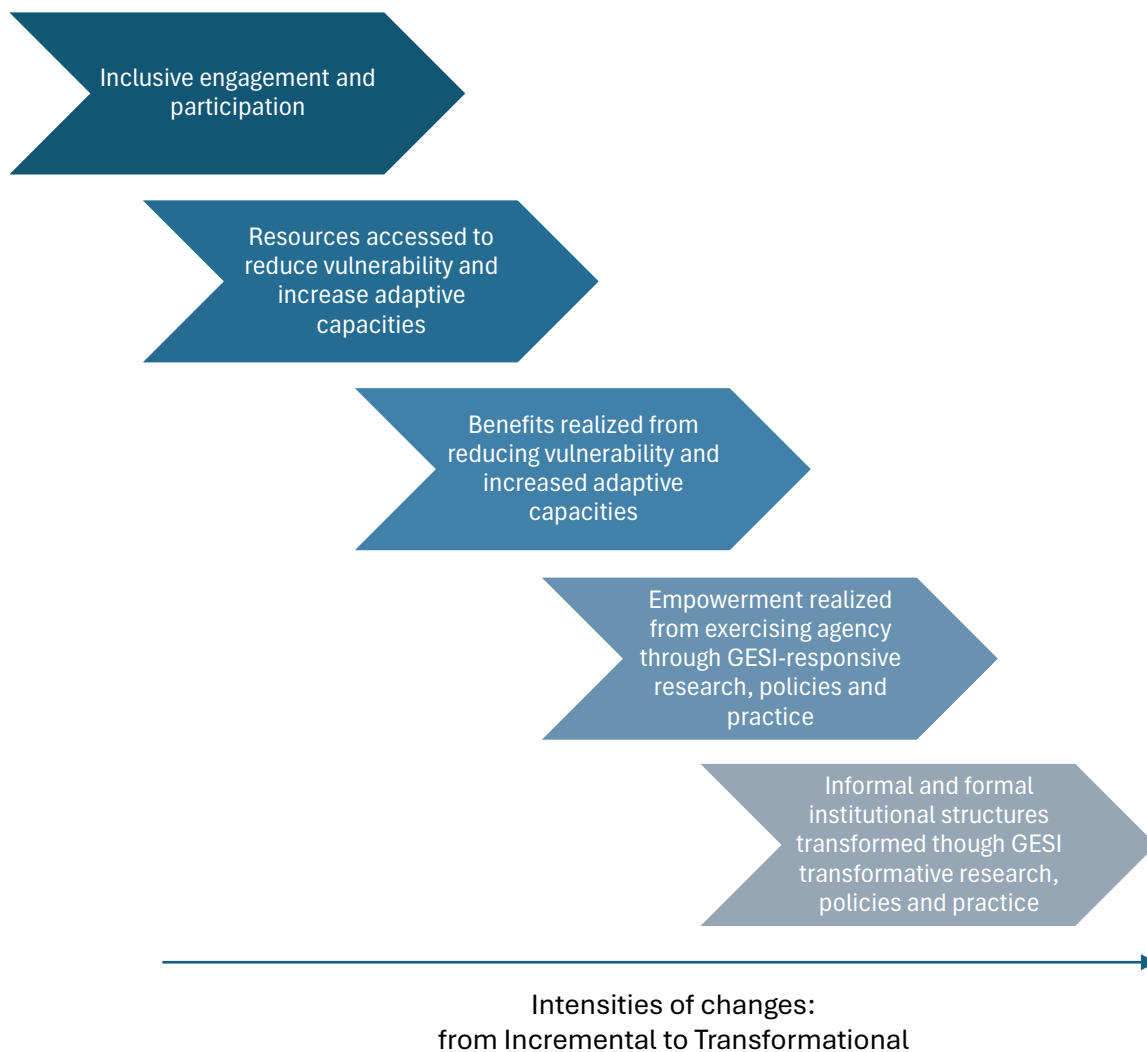 Inclusive engagement and
participation
Resources accessed to
reduce vulnerability and
increase adaptive
capacities
Benefits realized from
reducing vulnerability and
increased adaptive
capacities
Empowerment realized
from exercising agency
through GESI-responsive
research, policies and
practice
Informal and formal
institutional structures
transformed though GESI
transformative research,
policies and practice
Intensities of changes:
from Incremental to Transformational